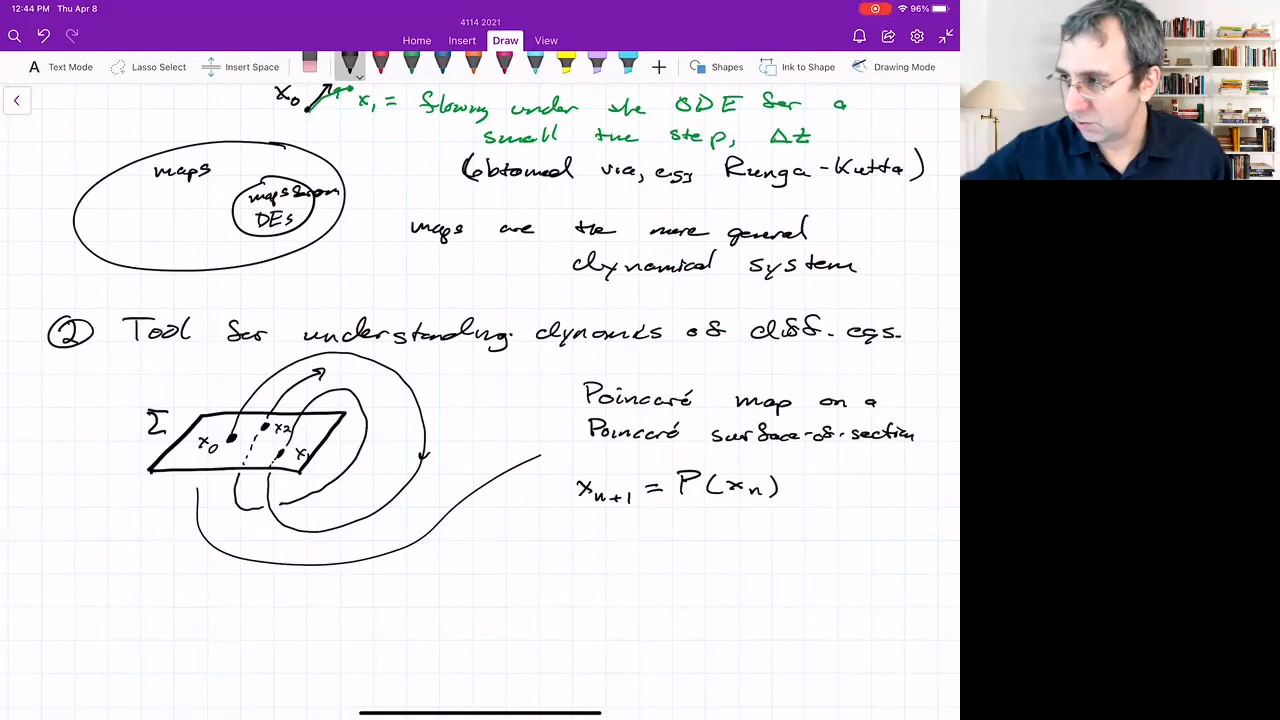 12:44 PM Thu Apr 8
96%
4114 2021
Home Insert Draw View
Text Mode Lasso Select Insert Space Shapes Ink to Shape Drawing Mode
x0 x1 = flowing under the ODE for a
small time step, Δt
(obtained via, e.g., Runga-Kutta)
maps
maps from
DEs
maps are the more general
dynamical system
② Tool for understanding dynamics of diff. eqs.
Σ
x0
x2
x1
Poincaré map on a
Poincaré surface-of-section
xn+1 = P(xn)